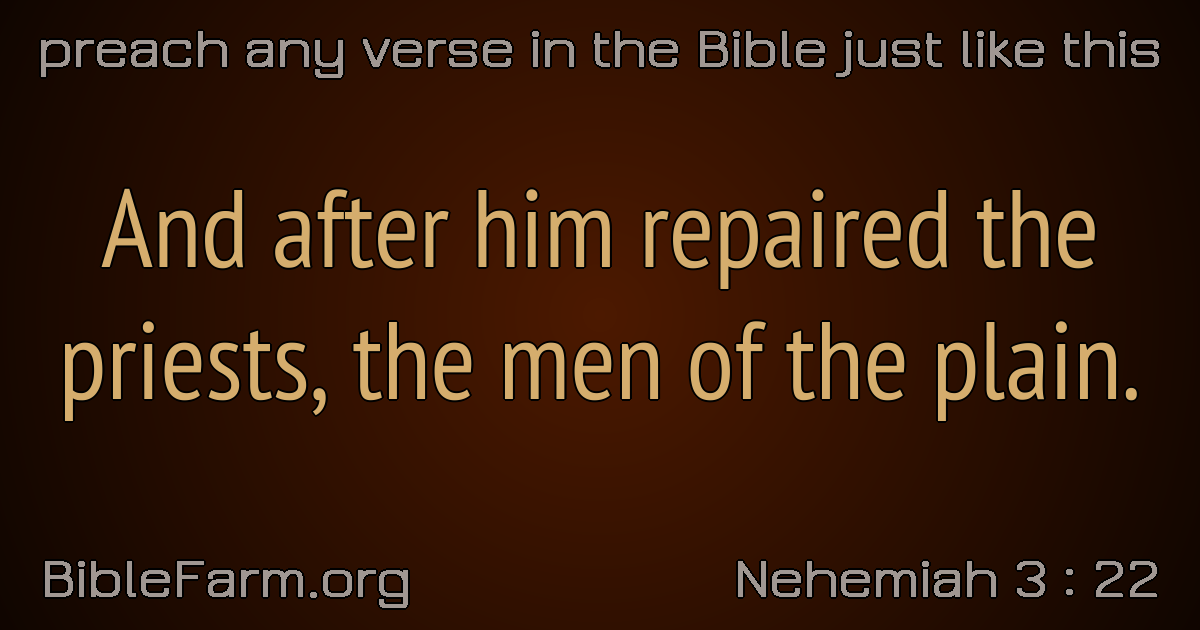 preach any verse in the Bible just like this
And after him repaired the
priests, the men of the plain.
BibleFarm.org
Nehemiah 3 : 22